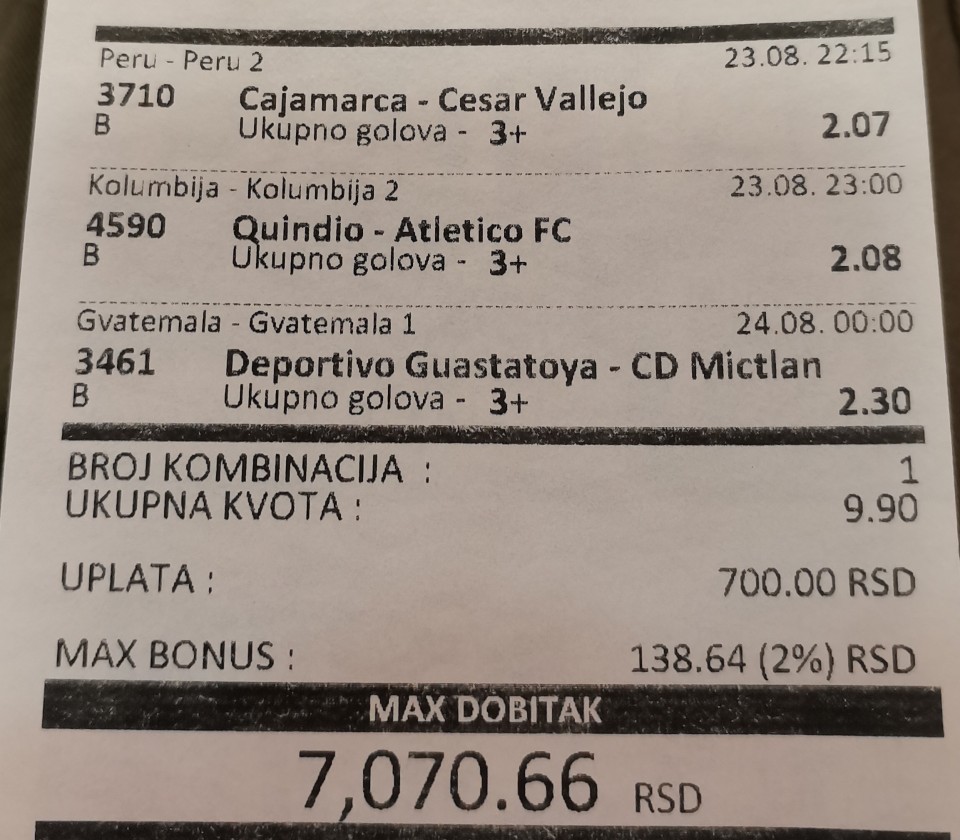 Peru - Peru 2 23.08. 22:15
3710 Cajamarca - Cesar Vallejo
B Ukupno golova - 3+ 2.07
Kolumbija - Kolumbija 2 23.08. 23:00
4590 Quindio - Atletico FC
B Ukupno golova - 3+ 2.08
Gvatemala - Gvatemala 1 24.08. 00:00
3461 Deportivo Guastatoya - CD Mictlan
B Ukupno golova - 3+ 2.30
BROJ KOMBINACIJA : 1
UKUPNA KVOTA : 9.90
UPLATA : 700.00 RSD
MAX BONUS : 138.64 (2%) RSD
MAX DOBITAK
7,070.66 RSD